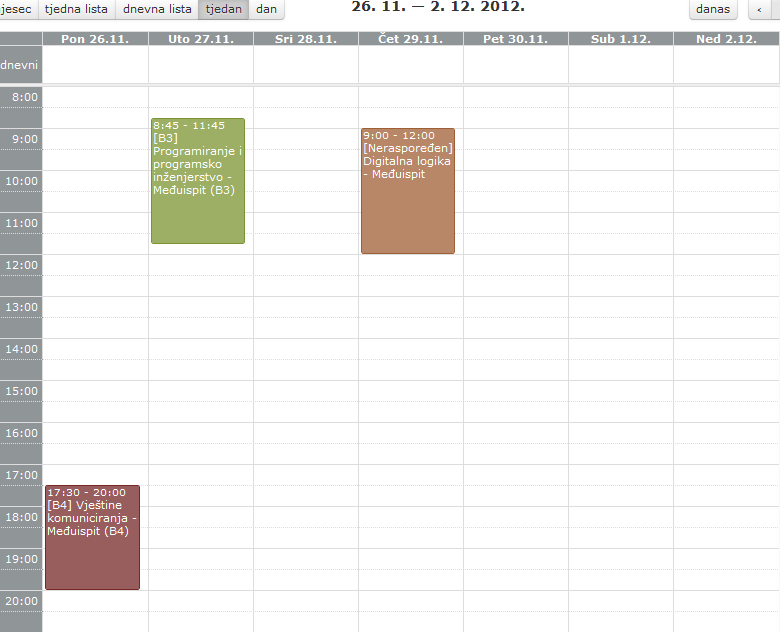 jesec tjedna lista dnevna lista tjedan dan 26. 11. — 2. 12. 2012. danas ‹
Pon 26.11. Uto 27.11. Sri 28.11. Čet 29.11. Pet 30.11. Sub 1.12. Ned 2.12.
dnevni
8:00
9:00
10:00
11:00
12:00
13:00
14:00
15:00
16:00
17:00
18:00
19:00
20:00
8:45 - 11:45
[B3]
Programiranje i
programsko
inženjerstvo -
Međuispit (B3)
9:00 - 12:00
[Neraspoređen]
Digitalna logika
- Međuispit
17:30 - 20:00
[B4] Vještine
komuniciranja -
Međuispit (B4)